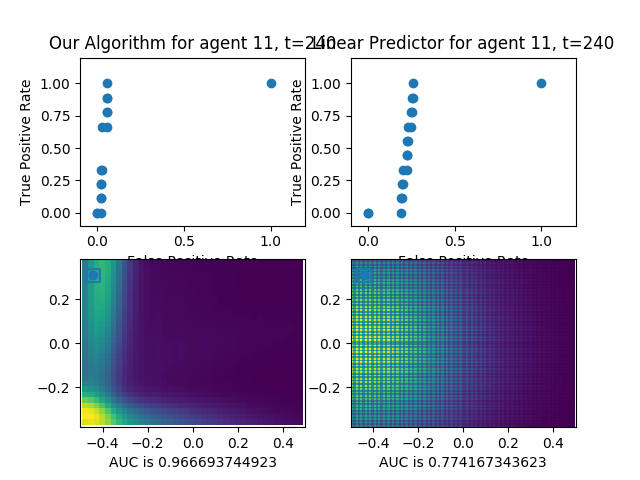 Our Algorithm for agent 11, t=240
Linear Predictor for agent 11, t=240
True Positive Rate
1.00
0.75
0.50
0.25
0.00
0.0 0.5 1.0
False Positive Rate
True Positive Rate
1.00
0.75
0.50
0.25
0.00
0.0 0.5 1.0
False Positive Rate
0.2
0.0
−0.2
−0.4 −0.2 0.0 0.2 0.4
AUC is 0.966693744923
0.2
0.0
−0.2
−0.4 −0.2 0.0 0.2 0.4
AUC is 0.774167343623